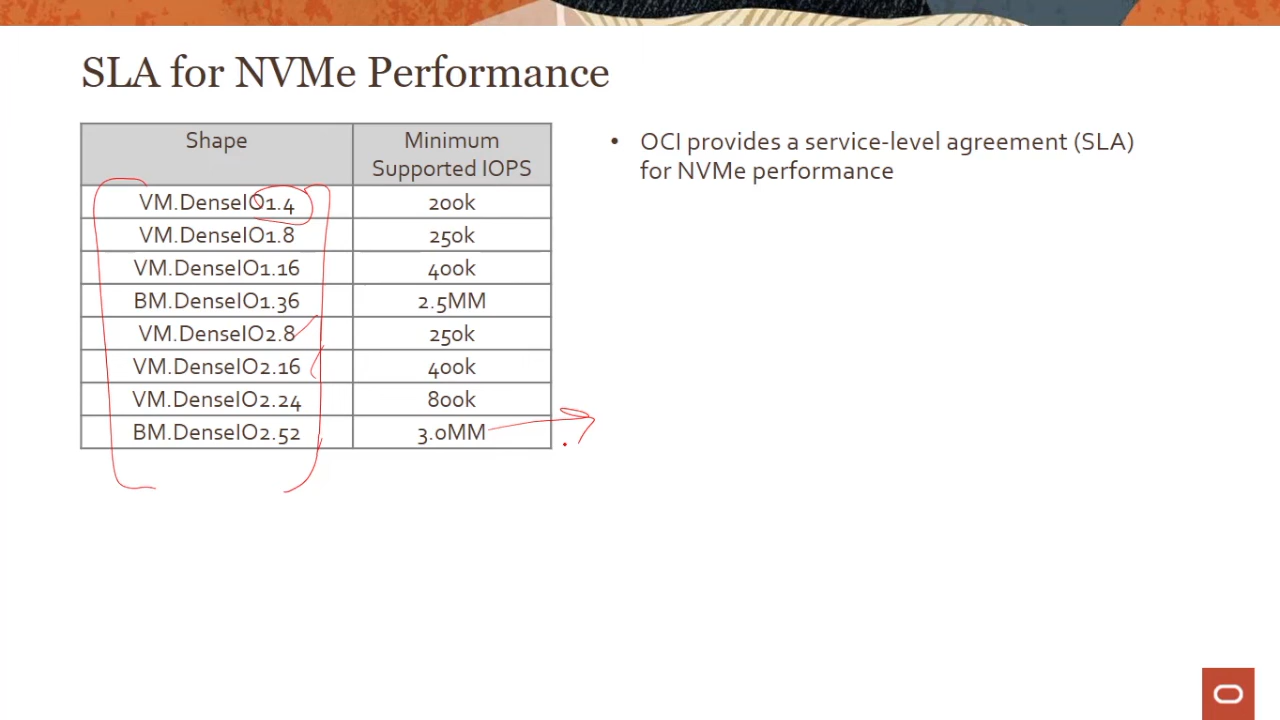 SLA for NVMe Performance
Shape
Minimum
Supported IOPS
VM.DenseIO1.4
200k
VM.DenseIO1.8
250k
VM.DenseIO1.16
400k
BM.DenseIO1.36
2.5MM
VM.DenseIO2.8
250k
VM.DenseIO2.16
400k
VM.DenseIO2.24
800k
BM.DenseIO2.52
3.0MM
• OCI provides a service-level agreement (SLA)
for NVMe performance